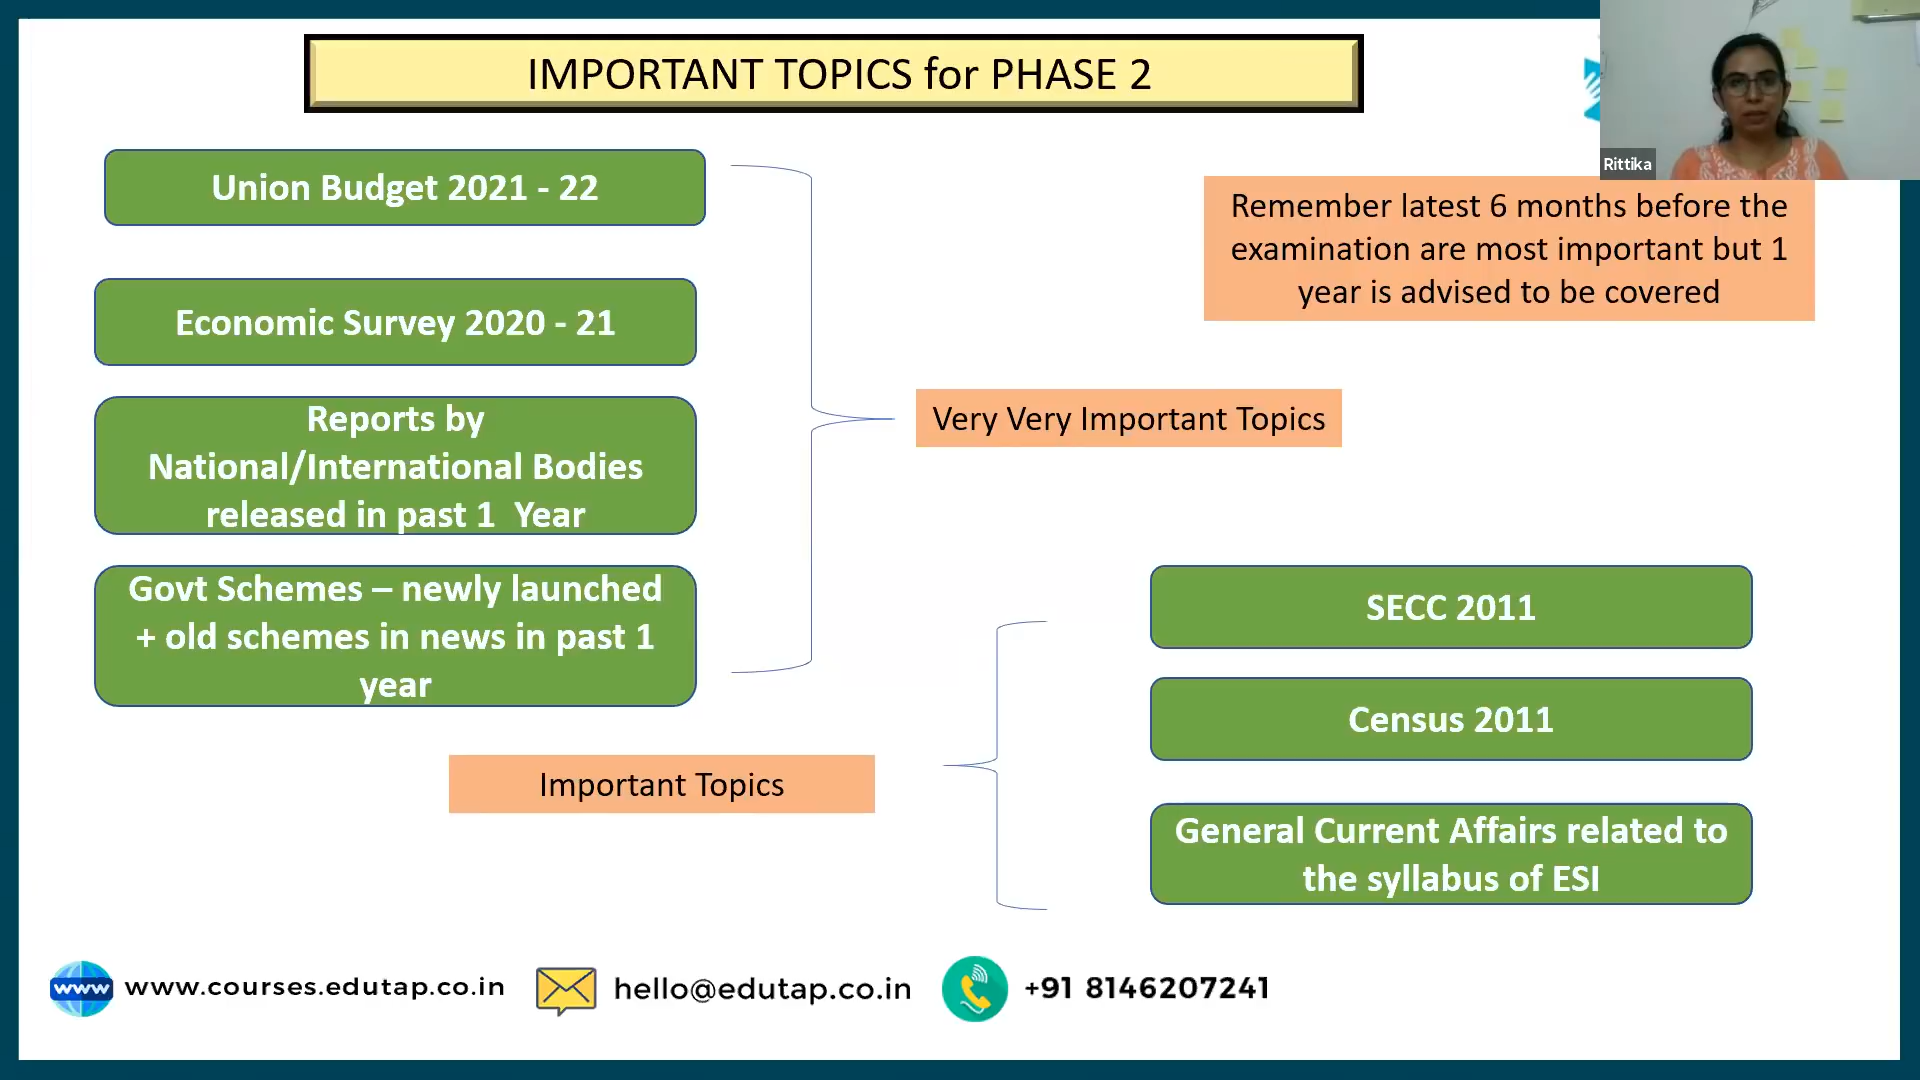 IMPORTANT TOPICS for PHASE 2
Rittika
Union Budget 2021 - 22
Remember latest 6 months before the
examination are most important but 1
year is advised to be covered
Economic Survey 2020 - 21
Reports by
National/International Bodies
released in past 1  Year
Very Very Important Topics
Govt Schemes – newly launched
+ old schemes in news in past 1
year
SECC 2011
Census 2011
Important Topics
General Current Affairs related to
the syllabus of ESI
www
www.courses.edutap.co.in
hello@edutap.co.in
+91 8146207241